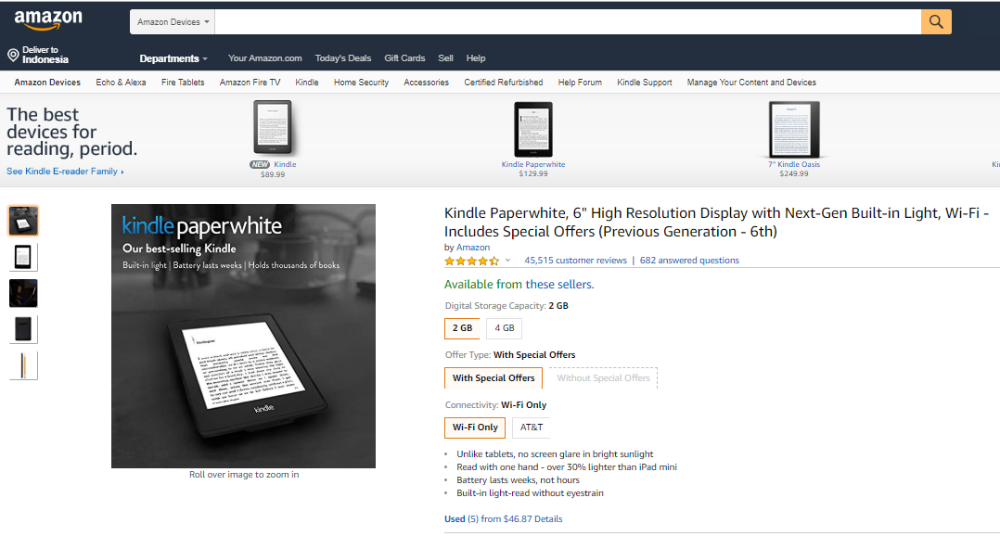 amazon
Amazon Devices
Deliver to
Indonesia
Departments
Your Amazon.com
Today's Deals
Gift Cards
Sell
Help
Amazon Devices
Echo & Alexa
Fire Tablets
Amazon Fire TV
Kindle
Home Security
Accessories
Certified Refurbished
Help Forum
Kindle Support
Manage Your Content and Devices
The best
devices for
reading, period.
See Kindle E-reader Family
NEW Kindle
$89.99
Kindle Paperwhite
$129.99
7" Kindle Oasis
$249.99
Ki
kindle paperwhite
Our best-selling Kindle
Built-in light | Battery lasts weeks | Holds thousands of books
kindle
Roll over image to zoom in
Kindle Paperwhite, 6" High Resolution Display with Next-Gen Built-in Light, Wi-Fi -
Includes Special Offers (Previous Generation - 6th)
by Amazon
45,515 customer reviews | 682 answered questions
Available from these sellers.
Digital Storage Capacity: 2 GB
2 GB
4 GB
Offer Type: With Special Offers
With Special Offers
Without Special Offers
Connectivity: Wi-Fi Only
Wi-Fi Only
AT&T
Unlike tablets, no screen glare in bright sunlight
Read with one hand - over 30% lighter than iPad mini
Battery lasts weeks, not hours
Built-in light-read without eyestrain
Used (5) from $46.87 Details